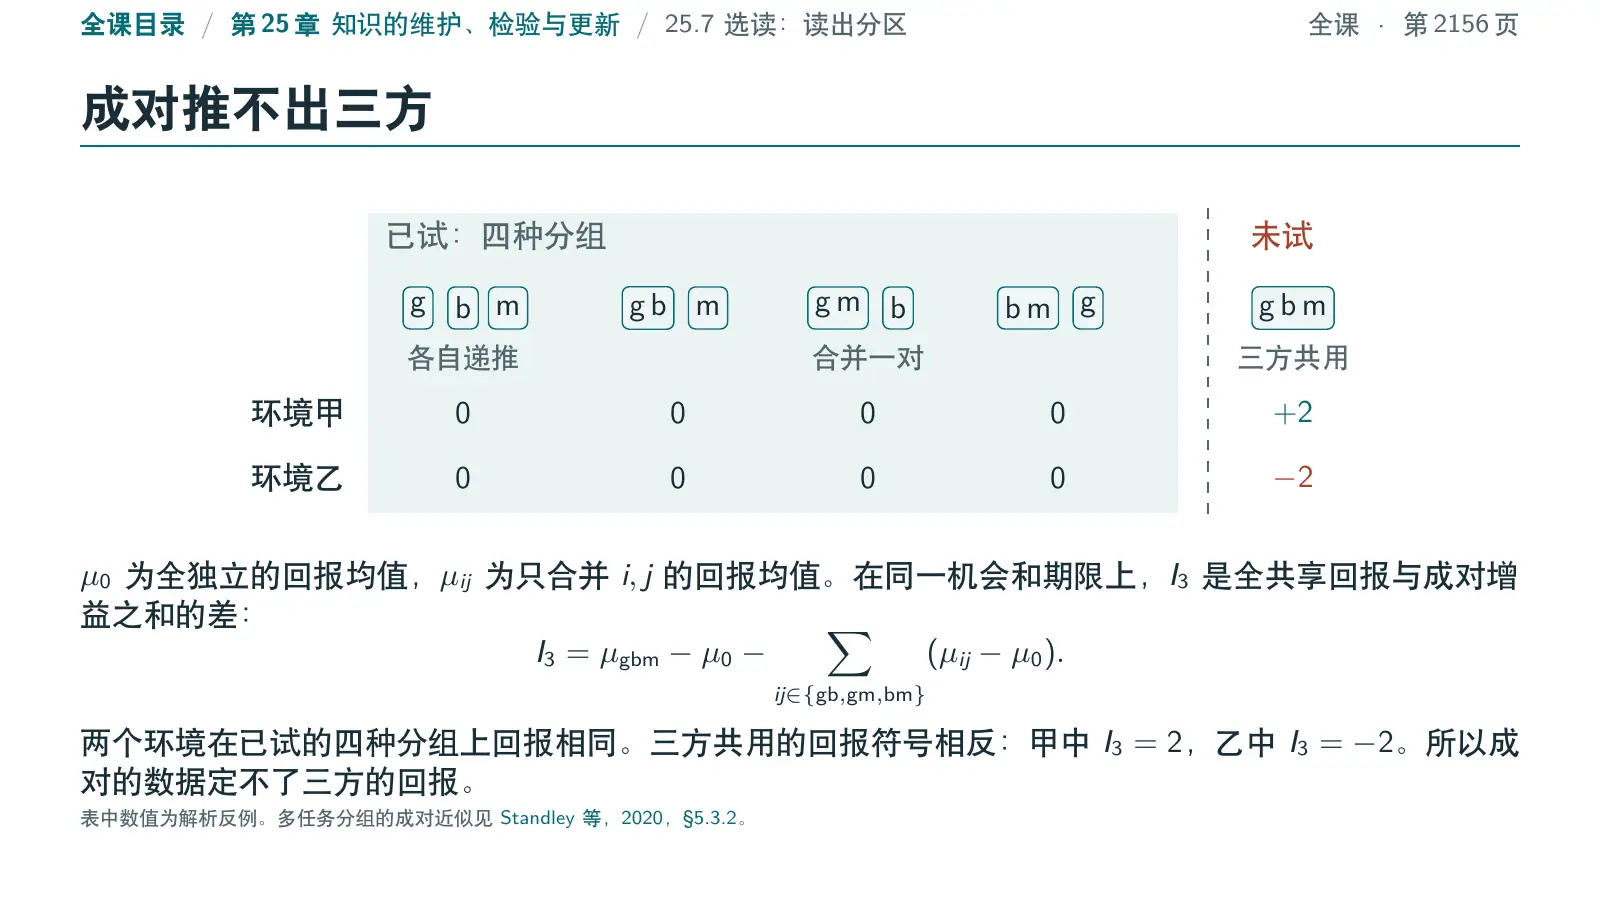 全课目录 / 第 25 章 知识的维护、检验与更新 / 25.7 选读：读出分区
全课 · 第 2156 页
成对推不出三方
已试：四种分组 未试
g b m g b m g m b b m g g b m
各自递推 合并一对 三方共用
环境甲 0 0 0 0 +2
环境乙 0 0 0 0 −2
μ₀ 为全独立的回报均值，μᵢⱼ 为只合并 i, j 的回报均值。在同一机会和期限上，I₃ 是全共享回报与成对增
益之和的差：
I₃ = μ_gbm − μ₀ − ∑_{ij∈{gb,gm,bm}} (μᵢⱼ − μ₀).
两个环境在已试的四种分组上回报相同。三方共用的回报符号相反：甲中 I₃ = 2，乙中 I₃ = −2。所以成
对的数据定不了三方的回报。
表中数值为解析反例。多任务分组的成对近似见 Standley 等，2020，§5.3.2。